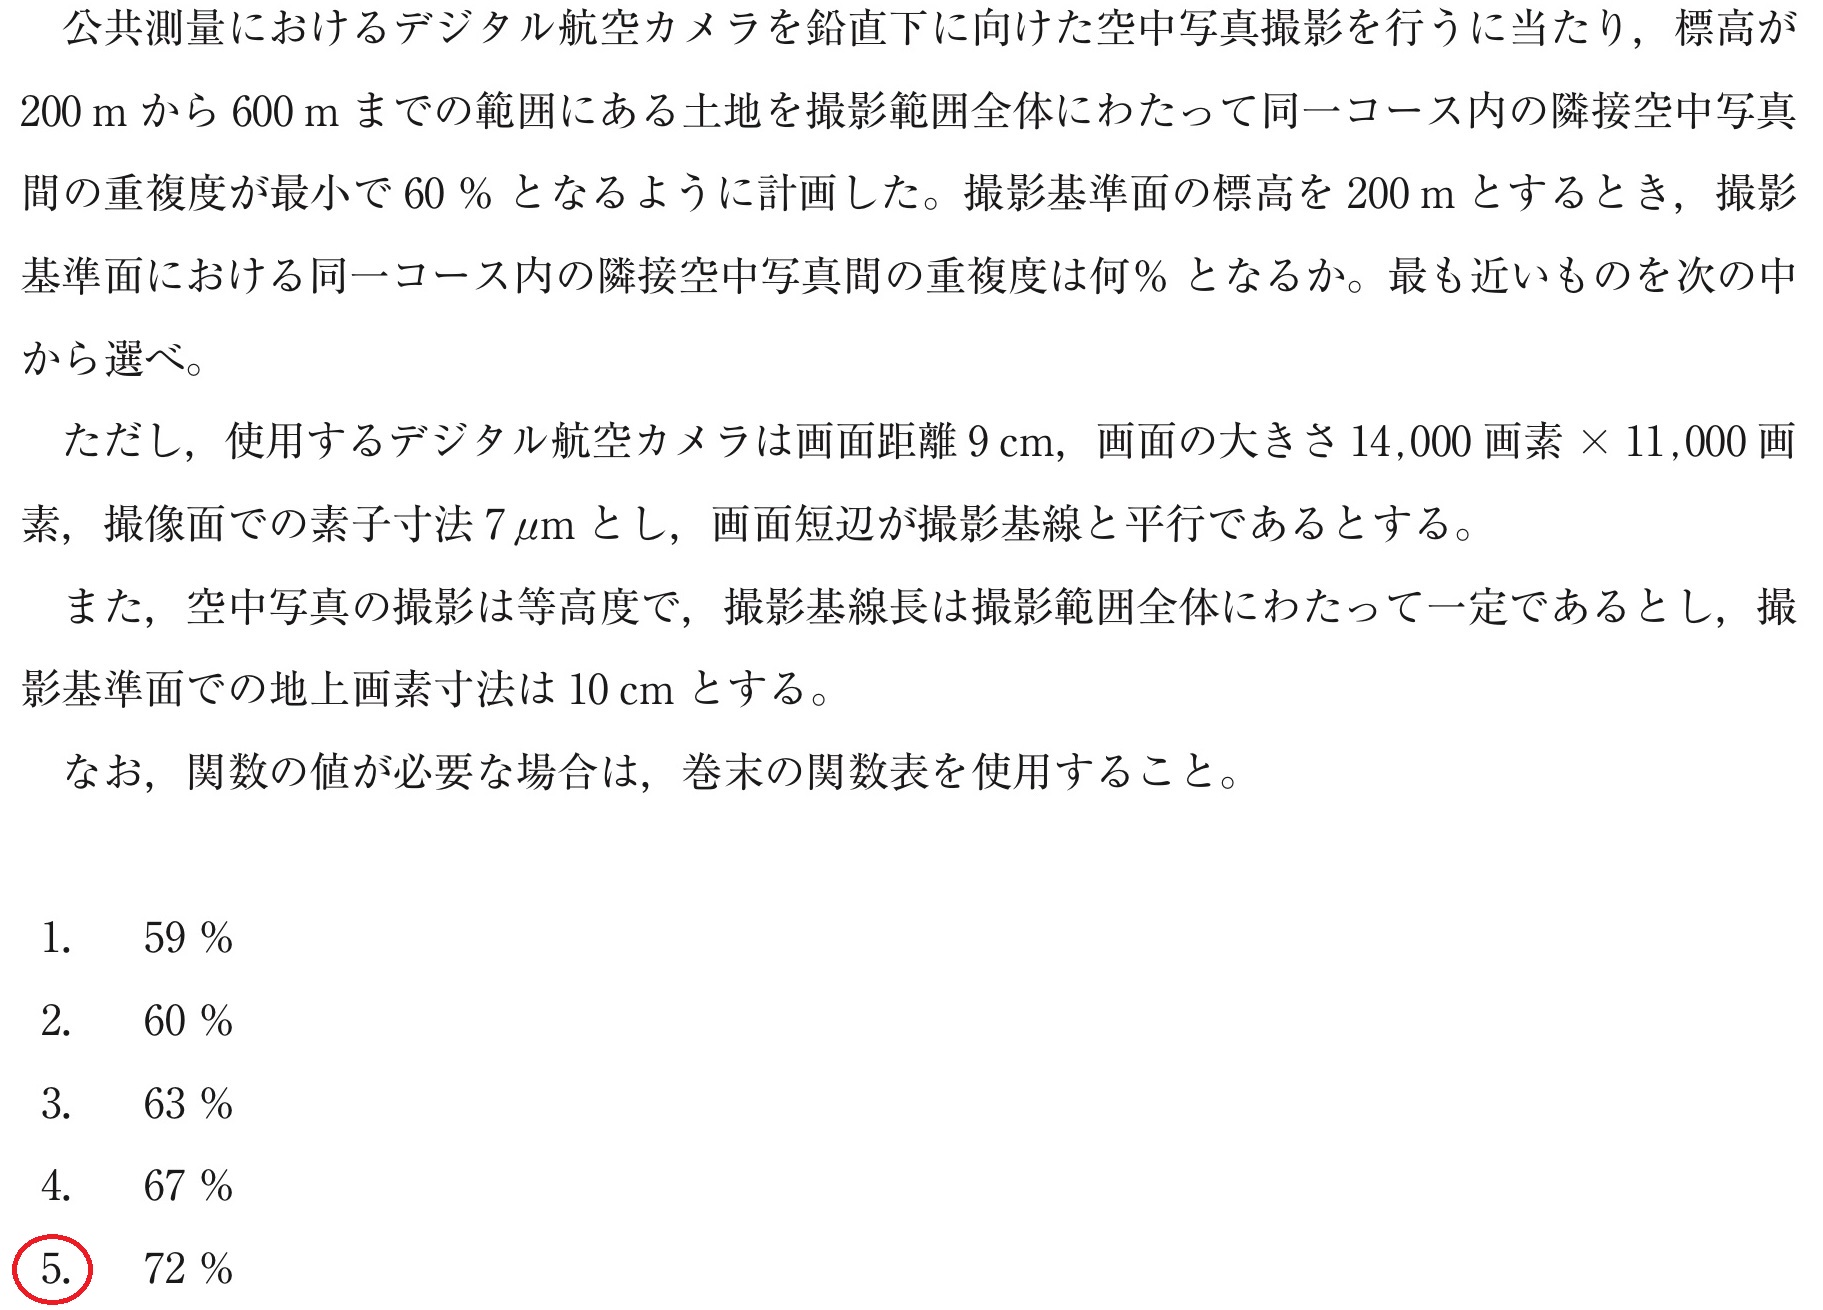 公共測量におけるデジタル航空カメラを鉛直下に向けた空中写真撮影を行うに当たり，標高が
200 m から 600 m までの範囲にある土地を撮影範囲全体にわたって同一コース内の隣接空中写真
間の重複度が最小で 60 % となるように計画した。撮影基準面の標高を 200 m とするとき，撮影
基準面における同一コース内の隣接空中写真間の重複度は何% となるか。最も近いものを次の中
から選べ。
ただし，使用するデジタル航空カメラは画面距離 9 cm，画面の大きさ 14,000 画素 × 11,000 画
素，撮像面での素子寸法 7 μm とし，画面短辺が撮影基線と平行であるとする。
また，空中写真の撮影は等高度で，撮影基線長は撮影範囲全体にわたって一定であるとし，撮
影基準面での地上画素寸法は 10 cm とする。
なお，関数の値が必要な場合は，巻末の関数表を使用すること。
1. 59 %
2. 60 %
3. 63 %
4. 67 %
5. 72 %